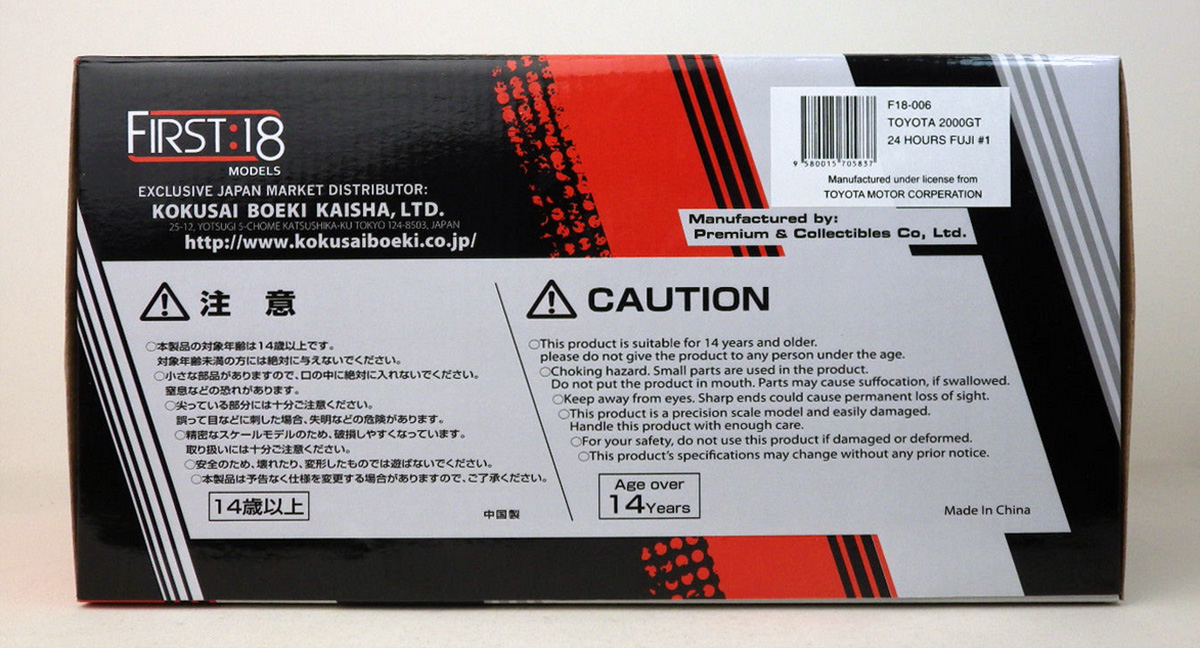 FIRST:18
MODELS
EXCLUSIVE JAPAN MARKET DISTRIBUTOR:
KOKUSAI BOEKI KAISHA, LTD.
25-12, YOTSUGI 5-CHOME KATSUSHIKA-KU TOKYO 124-8503, JAPAN
http://www.kokusaiboeki.co.jp/
F18-006
TOYOTA 2000GT
24 HOURS FUJI #1
9 580015 705837
Manufactured under license from
TOYOTA MOTOR CORPERATION
Manufactured by:
Premium & Collectibles Co, Ltd.
注 意
○本製品の対象年齢は14歳以上です。
対象年齢未満の方には絶対に与えないでください。
○小さな部品がありますので、口の中に絶対に入れないでください。
窒息などの恐れがあります。
○尖っている部分には十分ご注意ください。
誤って目などに刺した場合、失明などの危険があります。
○精密なスケールモデルのため、破損しやすくなっています。
取り扱いには十分ご注意ください。
○安全のため、壊れたり、変形したものでは遊ばないでください。
○本製品は予告なく仕様を変更する場合がありますので、ご了承ください。
14歳以上
中国製
CAUTION
○This product is suitable for 14 years and older.
please do not give the product to any person under the age.
○Choking hazard. Small parts are used in the product.
Do not put the product in mouth. Parts may cause suffocation, if swallowed.
○Keep away from eyes. Sharp ends could cause permanent loss of sight.
○This product is a precision scale model and easily damaged.
Handle this product with enough care.
○For your safety, do not use this product if damaged or deformed.
○This product's specifications may change without any prior notice.
Age over
14Years
Made In China